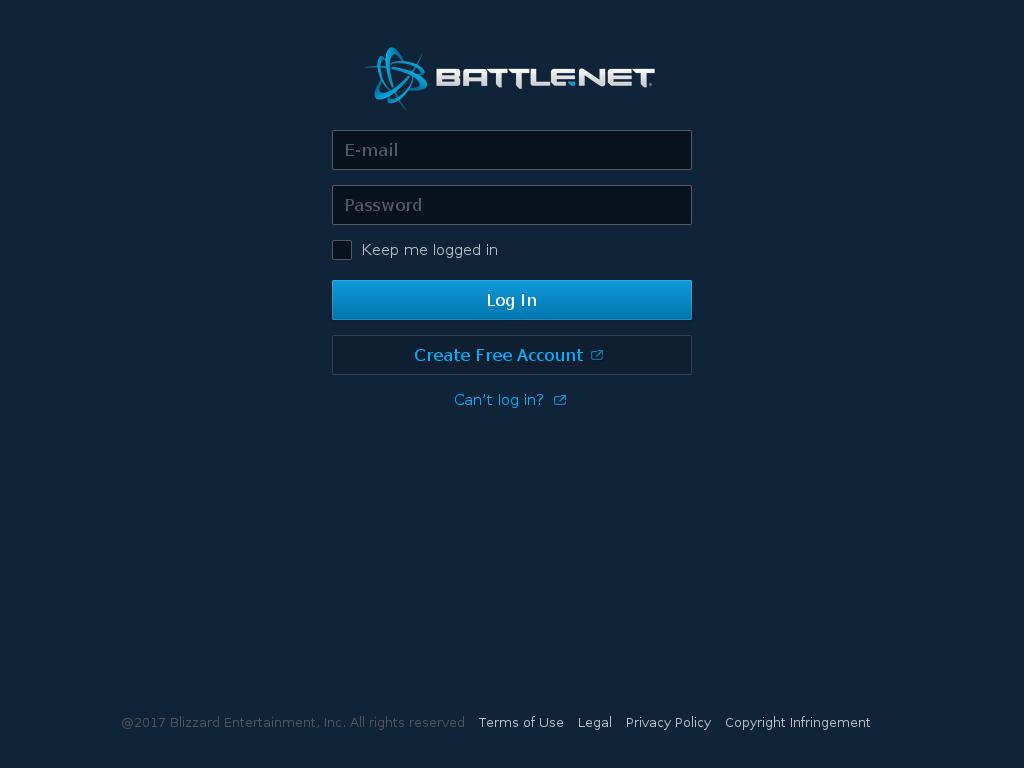 BATTLE.NET
E-mail
Password
Keep me logged in
Log In
Create Free Account
Can't log in?
@2017 Blizzard Entertainment, Inc. All rights reserved Terms of Use Legal Privacy Policy Copyright Infringement